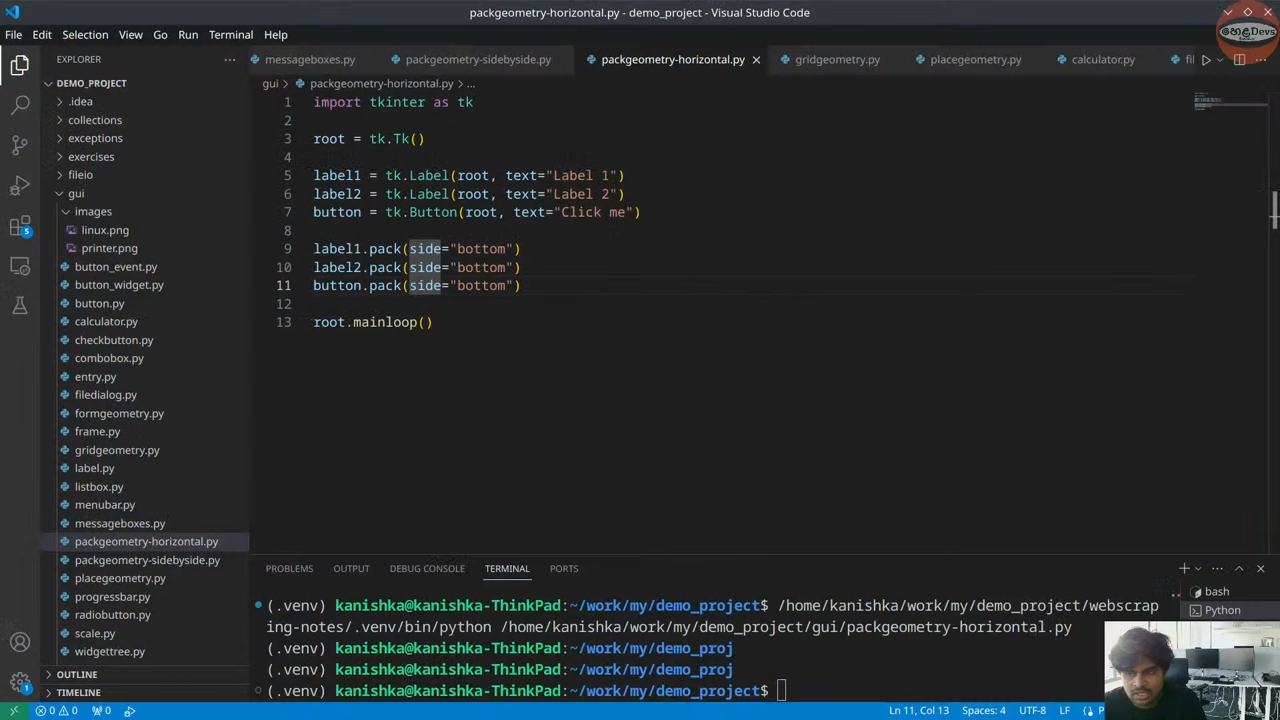 packgeometry-horizontal.py - demo_project - Visual Studio Code
හෙළDevs
File Edit Selection View Go Run Terminal Help
EXPLORER
messageboxes.py packgeometry-sidebyside.py packgeometry-horizontal.py gridgeometry.py placegeometry.py calculator.py fil
DEMO_PROJECT
gui > packgeometry-horizontal.py > ...
.idea
collections
exceptions
exercises
fileio
gui
images
linux.png
printer.png
button_event.py
button_widget.py
button.py
calculator.py
checkbutton.py
combobox.py
entry.py
filedialog.py
formgeometry.py
frame.py
gridgeometry.py
label.py
listbox.py
menubar.py
messageboxes.py
packgeometry-horizontal.py
packgeometry-sidebyside.py
placegeometry.py
progressbar.py
radiobutton.py
scale.py
widgettree.py
OUTLINE
TIMELINE
1 import tkinter as tk
2
3 root = tk.Tk()
4
5 label1 = tk.Label(root, text="Label 1")
6 label2 = tk.Label(root, text="Label 2")
7 button = tk.Button(root, text="Click me")
8
9 label1.pack(side="bottom")
10 label2.pack(side="bottom")
11 button.pack(side="bottom")
12
13 root.mainloop()
PROBLEMS OUTPUT DEBUG CONSOLE TERMINAL PORTS
(.venv) kanishka@kanishka-ThinkPad:~/work/my/demo_project$ /home/kanishka/work/my/demo_project/webscrap
ing-notes/.venv/bin/python /home/kanishka/work/my/demo_project/gui/packgeometry-horizontal.py
(.venv) kanishka@kanishka-ThinkPad:~/work/my/demo_proj
(.venv) kanishka@kanishka-ThinkPad:~/work/my/demo_proj
(.venv) kanishka@kanishka-ThinkPad:~/work/my/demo_project$
bash
Python
5
1
0 0 0
Ln 11, Col 13 Spaces: 4 UTF-8 LF P